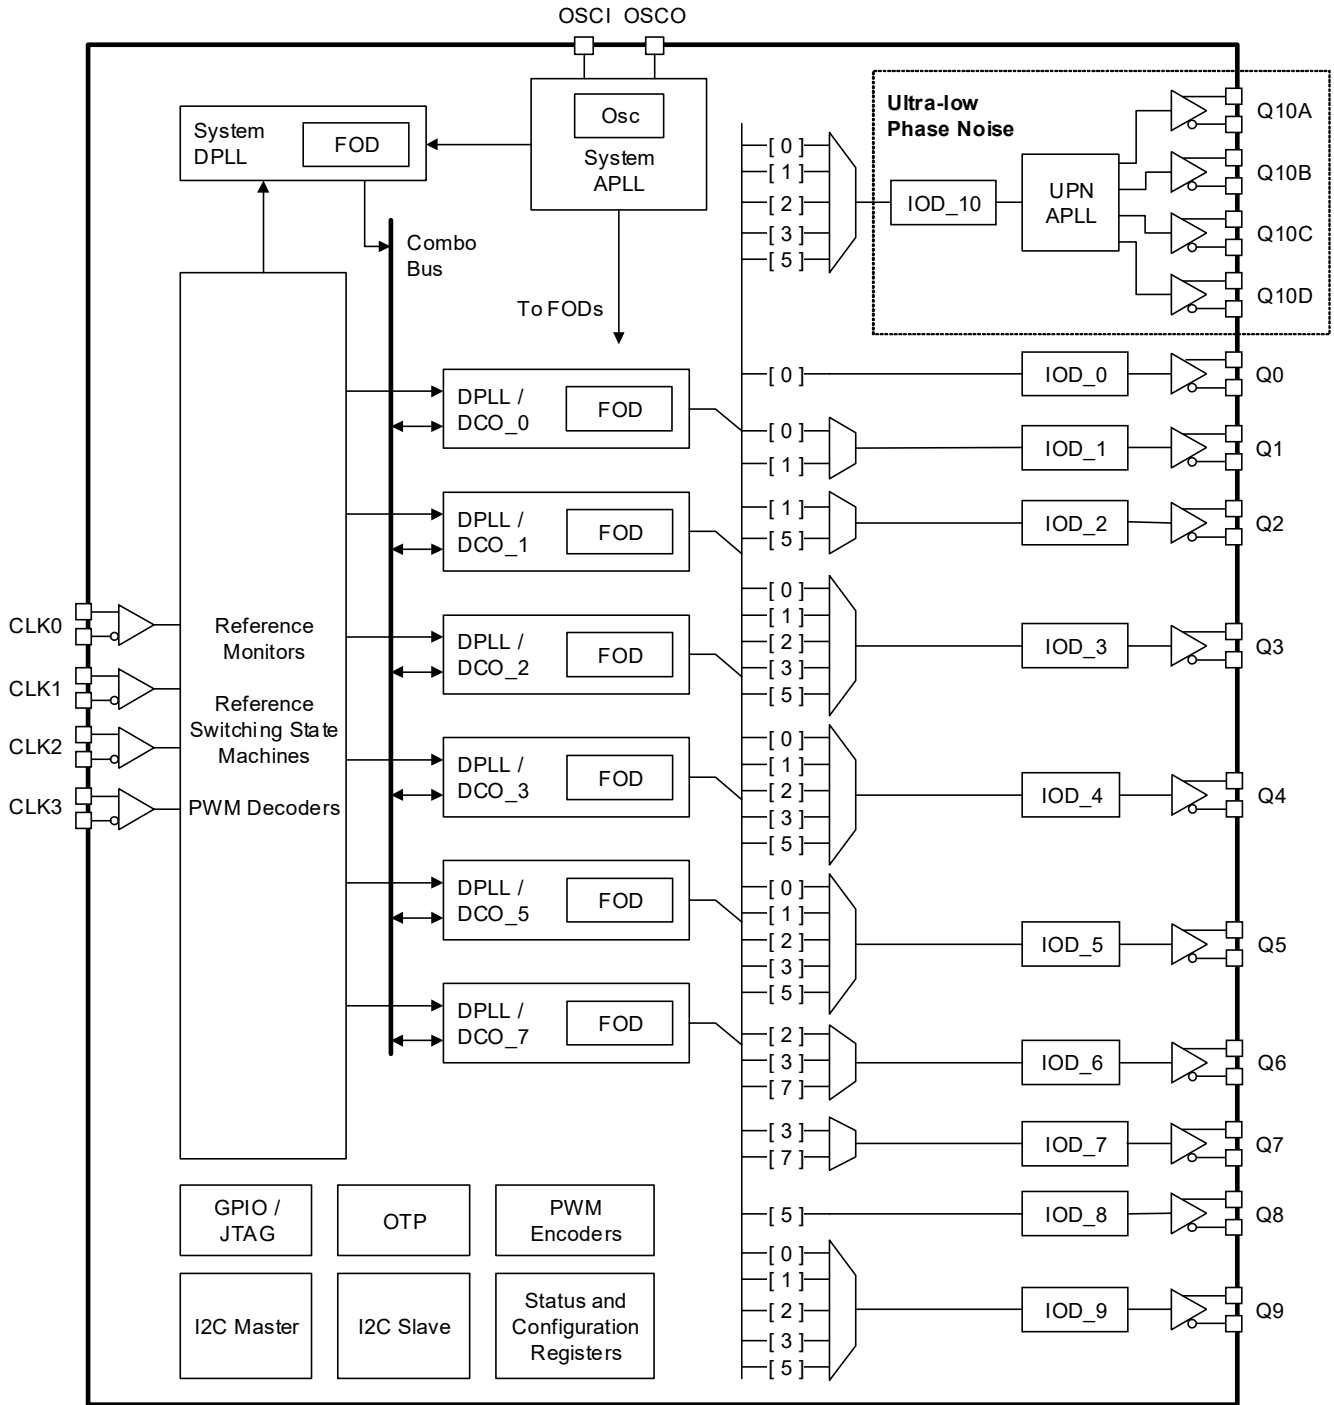 OSCI OSCO
Osc
System
APLL
System
DPLL
FOD
Combo
Bus
To FODs
Ultra-low
Phase Noise
[ 0 ]
[ 1 ]
[ 2 ]
[ 3 ]
[ 5 ]
IOD_10
UPN
APLL
Q10A
Q10B
Q10C
Q10D
CLK0
CLK1
CLK2
CLK3
Reference
Monitors
Reference
Switching State
Machines
PWM Decoders
DPLL /
DCO_0
FOD
DPLL /
DCO_1
FOD
DPLL /
DCO_2
FOD
DPLL /
DCO_3
FOD
DPLL /
DCO_5
FOD
DPLL /
DCO_7
FOD
[ 0 ]
IOD_0
Q0
[ 0 ]
[ 1 ]
IOD_1
Q1
[ 1 ]
[ 5 ]
IOD_2
Q2
[ 0 ]
[ 1 ]
[ 2 ]
[ 3 ]
[ 5 ]
IOD_3
Q3
[ 0 ]
[ 1 ]
[ 2 ]
[ 3 ]
[ 5 ]
IOD_4
Q4
[ 0 ]
[ 1 ]
[ 2 ]
[ 3 ]
[ 5 ]
IOD_5
Q5
[ 2 ]
[ 3 ]
[ 7 ]
IOD_6
Q6
[ 3 ]
[ 7 ]
IOD_7
Q7
[ 5 ]
IOD_8
Q8
[ 0 ]
[ 1 ]
[ 2 ]
[ 3 ]
[ 5 ]
IOD_9
Q9
GPIO /
JTAG
OTP
PWM
Encoders
I2C Master
I2C Slave
Status and
Configuration
Registers